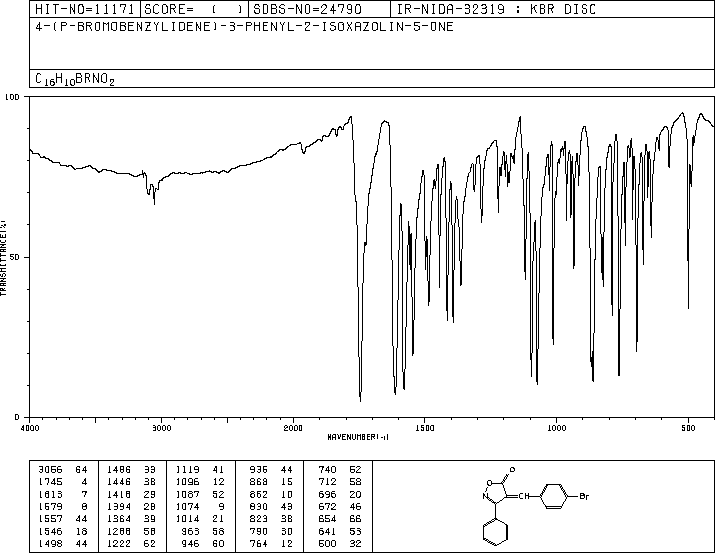 HIT-NO=11171 SCORE= ( ) SDBS-NO=24790 IR-NIDA-32319 : KBR DISC
4-(P-BROMOBENZYLIDENE)-3-PHENYL-2-ISOXAZOLIN-5-ONE
C16H10BRNO2
100
50
0
TRANSMITTANCE(%)
4000 3000 2000 1500 1000 500
WAVENUMBER(-1)
3066 64 1486 33 1119 41 936 44 740 52
1745 4 1446 38 1096 12 868 15 712 58
1613 7 1418 29 1087 52 862 10 696 20
1579 8 1394 28 1074 9 830 43 672 46
1557 44 1364 39 1014 21 823 38 654 66
1546 18 1288 58 963 58 790 30 641 53
1498 44 1222 62 946 60 764 12 500 32
O
O
N
CH
Br